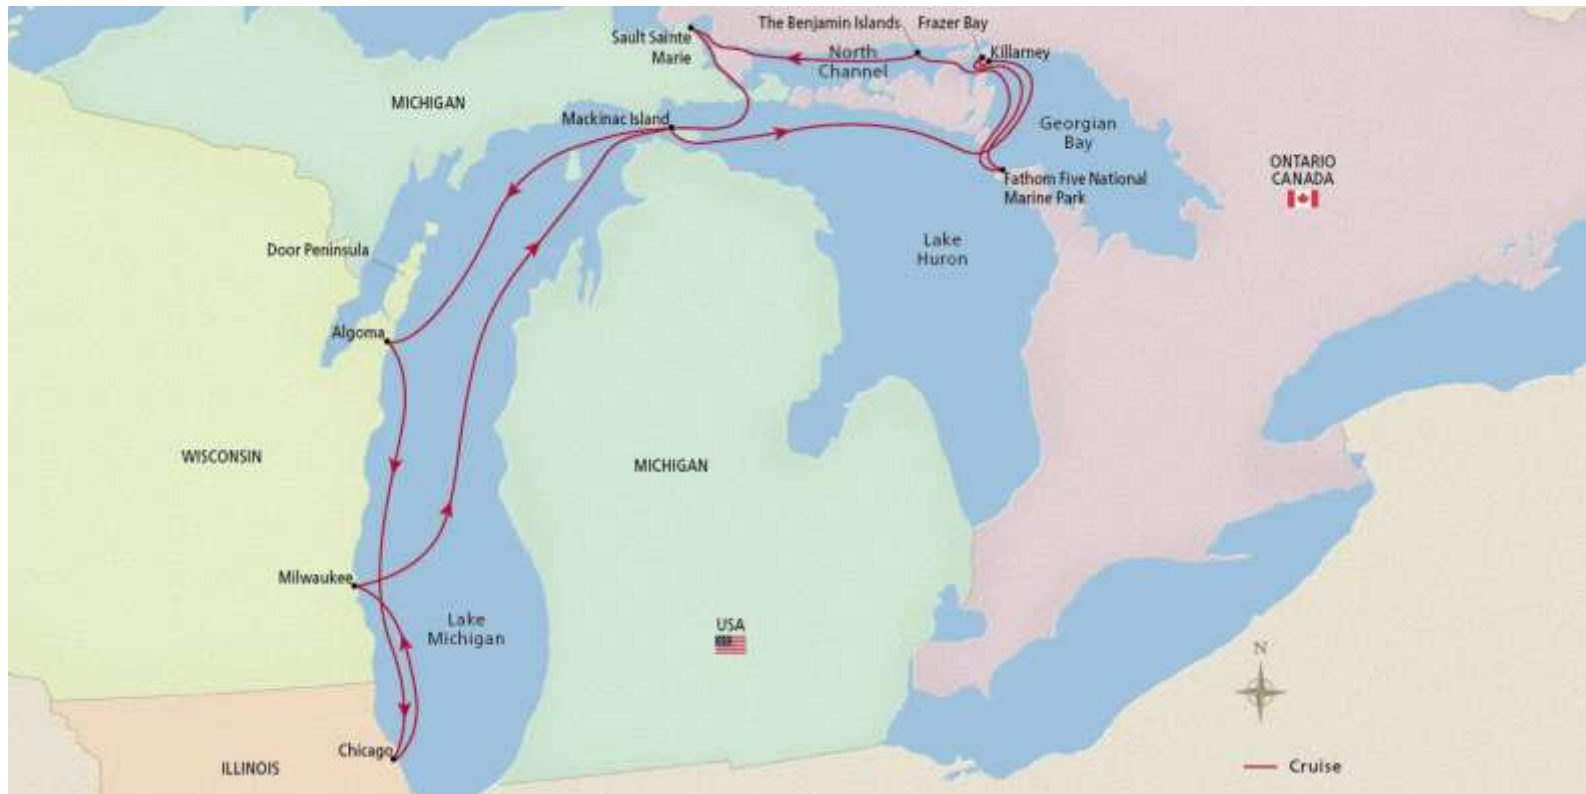 The Benjamin Islands
Frazer Bay
Sault Sainte
Marie
North
Channel
Killarney
MICHIGAN
Mackinac Island
Georgian
Bay
ONTARIO
CANADA
Fathom Five National
Marine Park
Door Peninsula
Lake
Huron
Algoma
WISCONSIN
MICHIGAN
Milwaukee
Lake
Michigan
USA
N
Chicago
ILLINOIS
Cruise